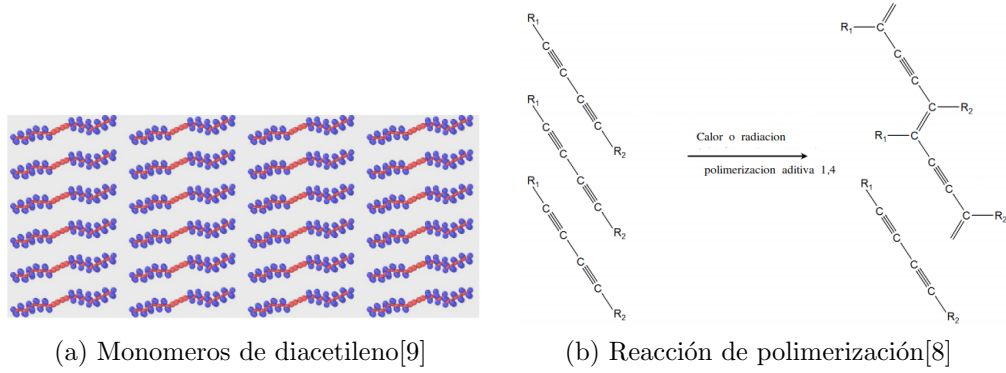 R1
C
C
C
C
R1
R2
C
C
C
C
R1
R2
C
C
C
C
R2
Calor o radiacion
polimerizacion aditiva 1,4
R1
C
C
C
C
R2
R1
C
C
C
R1
C
R2
C
C
C
C
R2
(a) Monomeros de diacetileno[9]
(b) Reacción de polimerización[8]